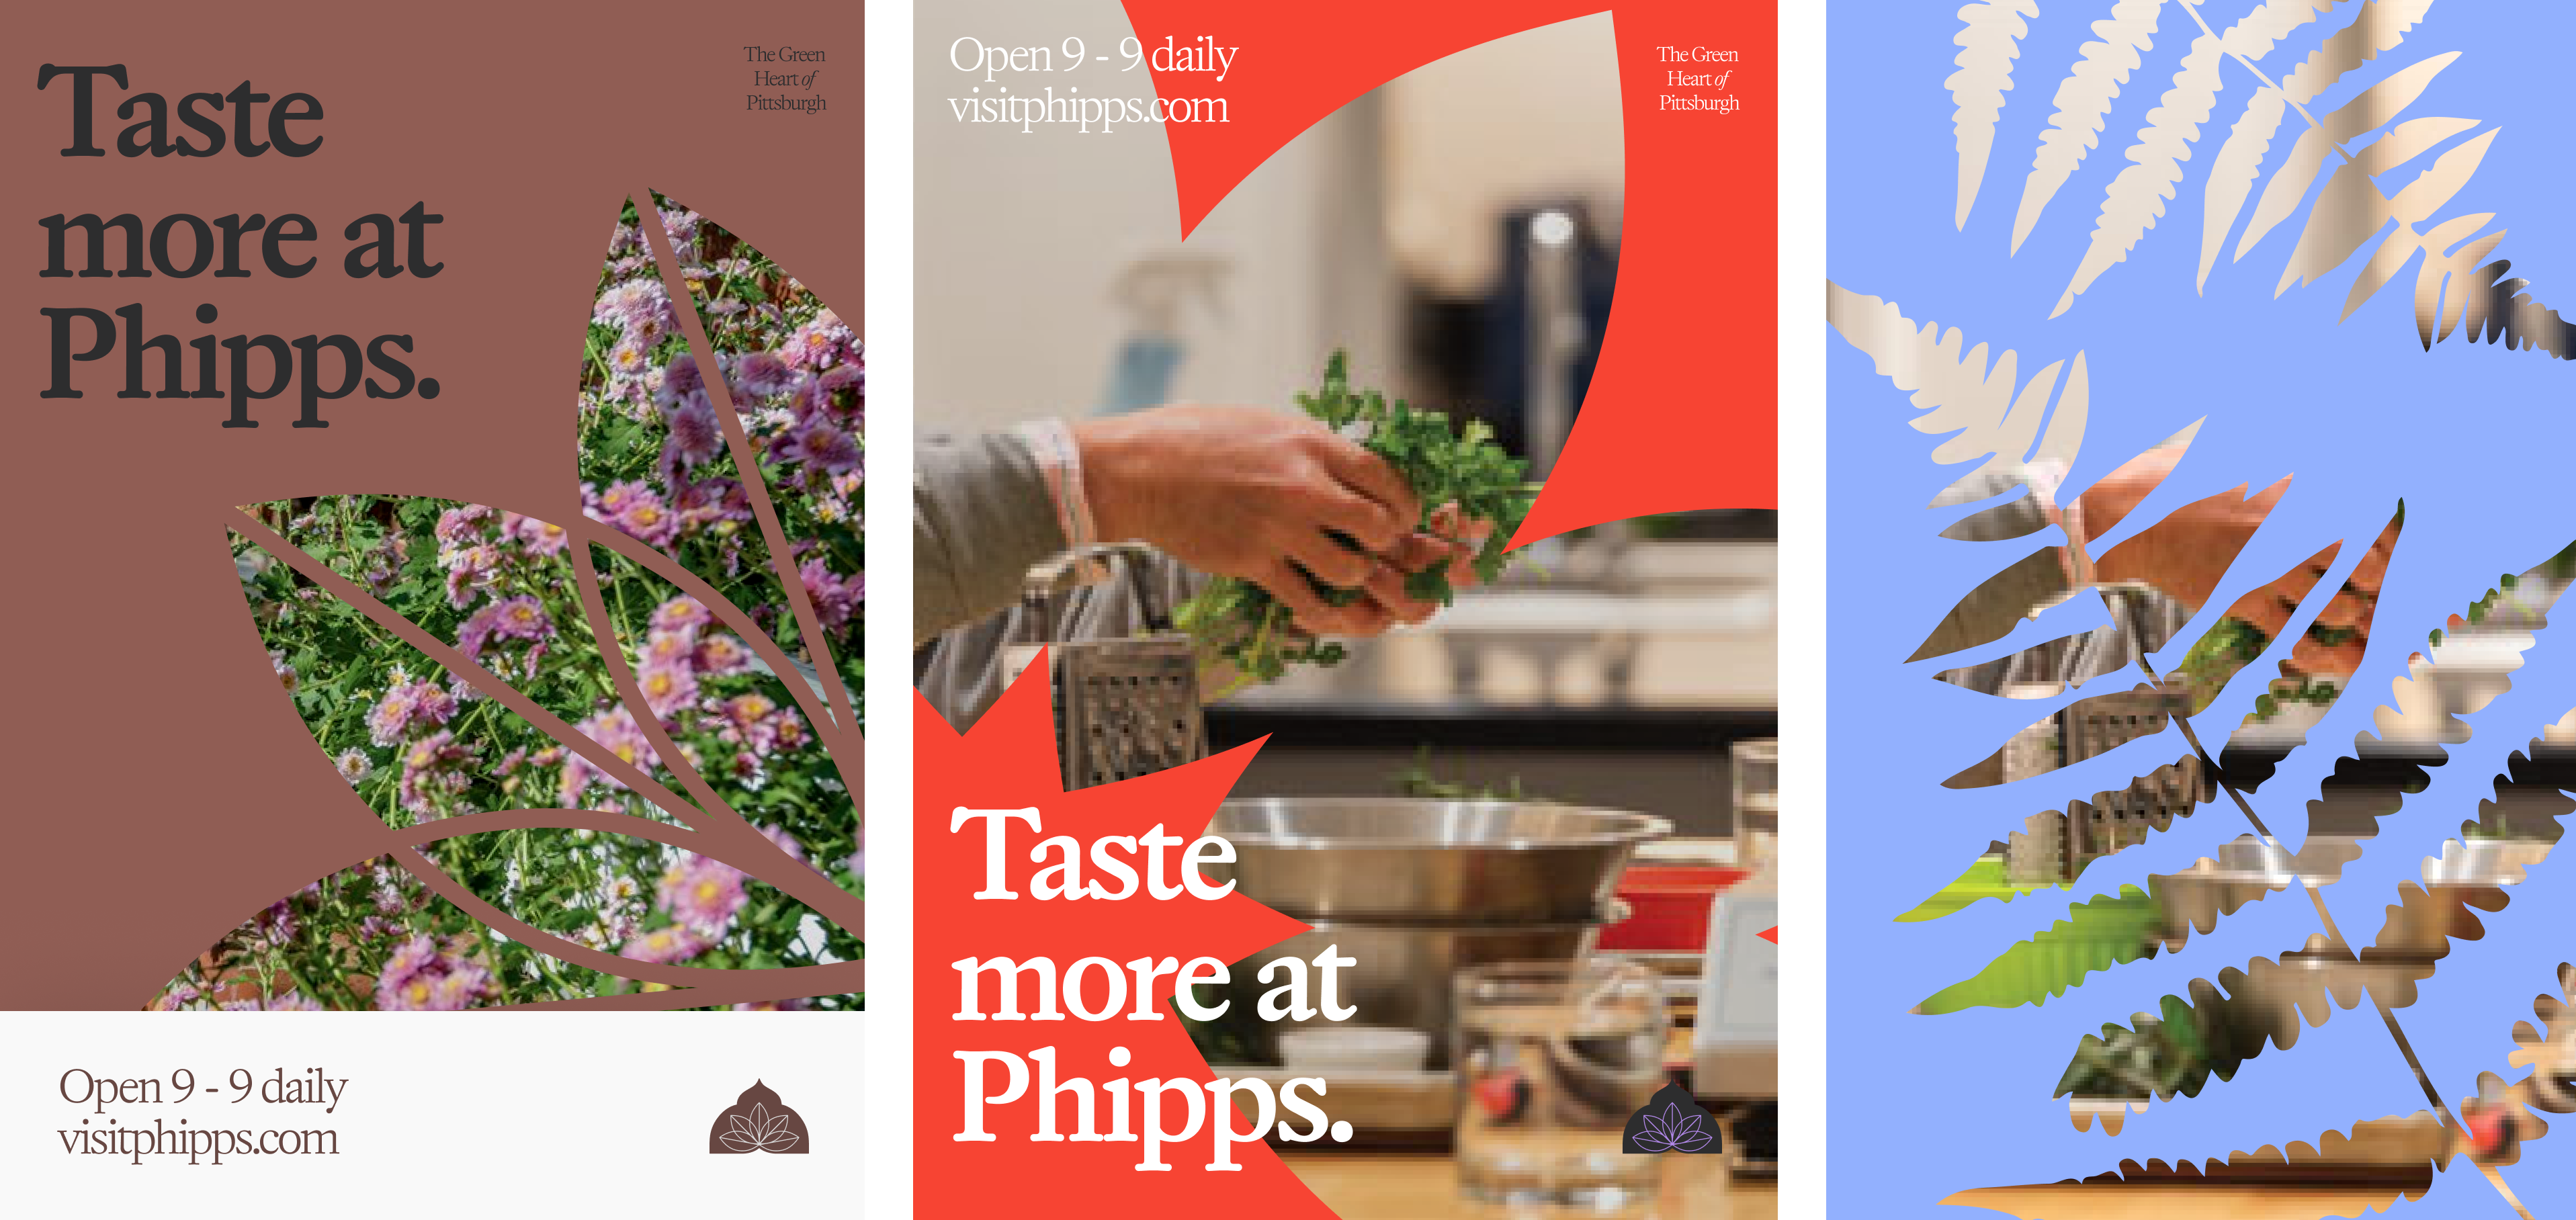 Taste
more at
Phipps.
The Green
Heart of
Pittsburgh
Open 9 - 9 daily
visitphipps.com
Open 9 - 9 daily
visitphipps.com
The Green
Heart of
Pittsburgh
Taste
more at
Phipps.